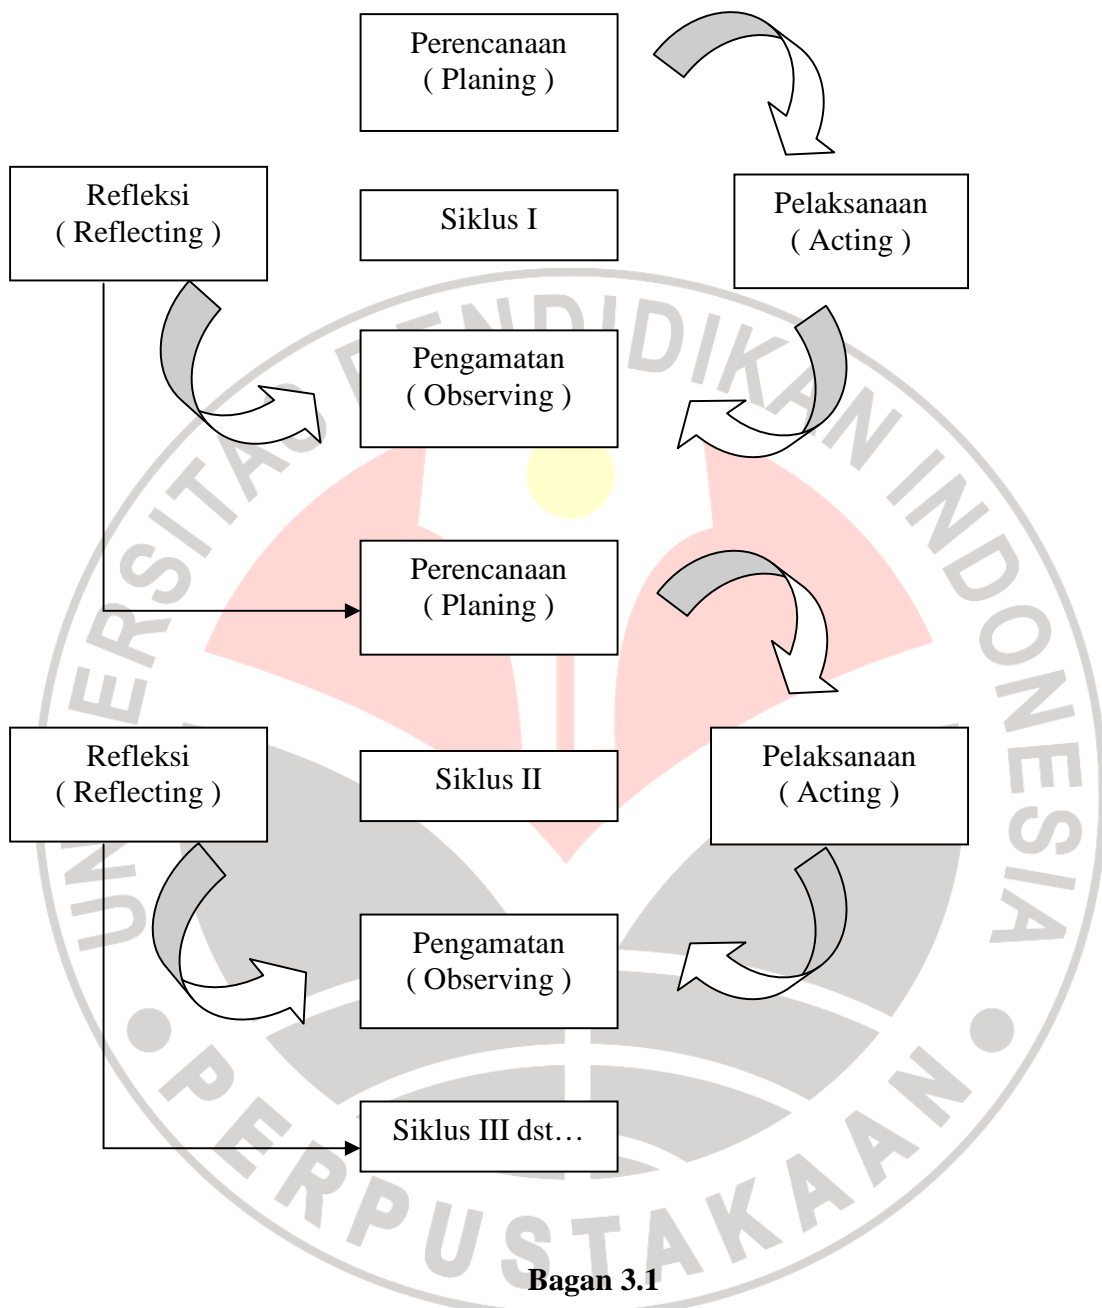 Perencanaan
( Planing )
Refleksi
( Reflecting )
Siklus I
Pelaksanaan
( Acting )
Pengamatan
( Observing )
Perencanaan
( Planing )
Refleksi
( Reflecting )
Siklus II
Pelaksanaan
( Acting )
Pengamatan
( Observing )
Siklus III dst…
Bagan 3.1
UNIVERSITAS PENDIDIKAN INDONESIA
PERPUSTAKAAN